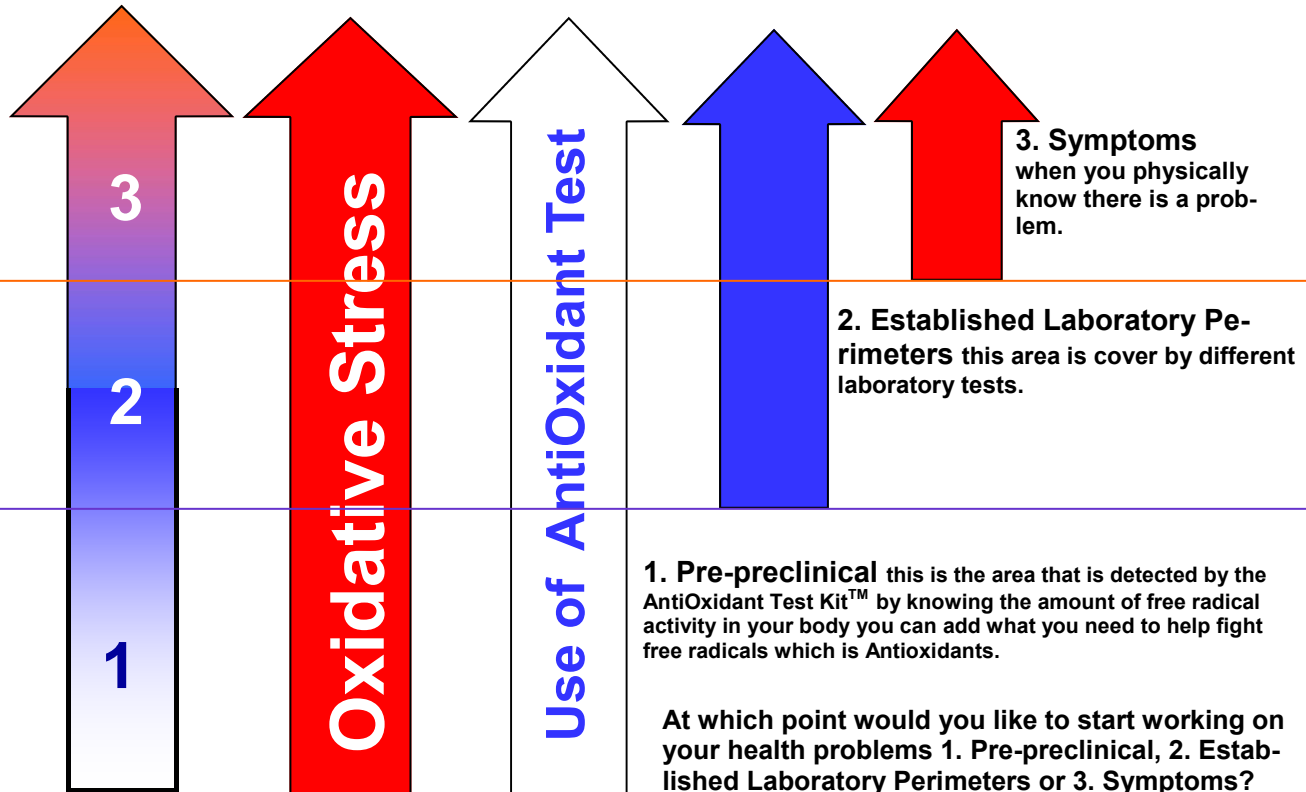 3
2
1
Oxidative Stress
Use of AntiOxidant Test
3. Symptoms
when you physically
know there is a prob-
lem.
2. Established Laboratory Pe-
rimeters this area is cover by different
laboratory tests.
1. Pre-preclinical this is the area that is detected by the
AntiOxidant Test Kit™ by knowing the amount of free radical
activity in your body you can add what you need to help fight
free radicals which is Antioxidants.
At which point would you like to start working on
your health problems 1. Pre-preclinical, 2. Estab-
lished Laboratory Perimeters or 3. Symptoms?